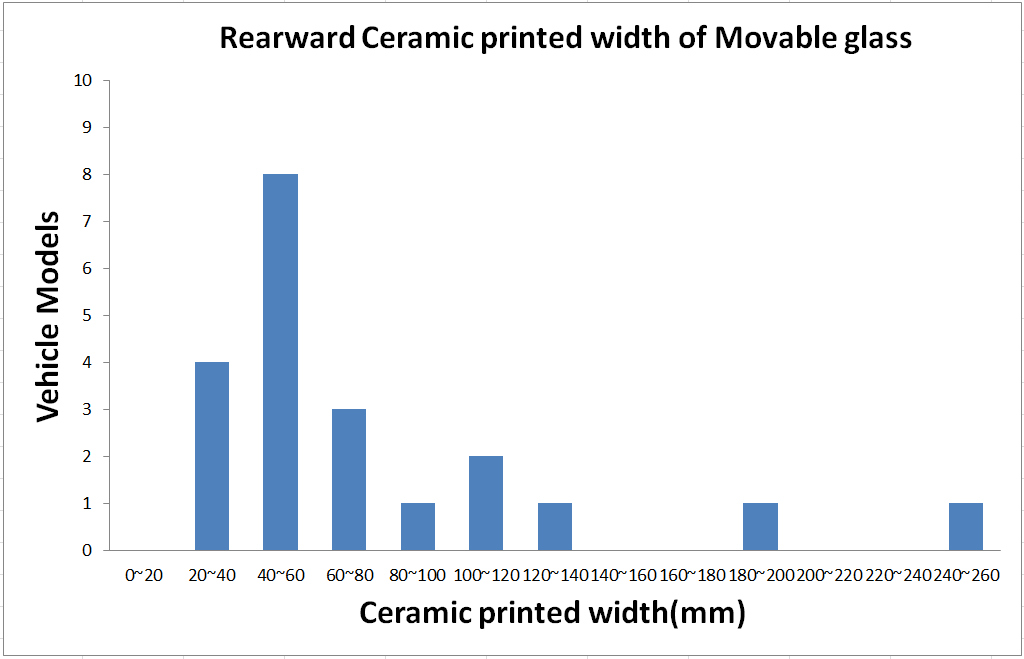 Rearward Ceramic printed width of Movable glass
10
9
8
7
6
5
4
3
2
1
0
Vehicle Models
0~20 20~40 40~60 60~80 80~100 100~120 120~140 140~160 160~180 180~200 200~220 220~240 240~260
Ceramic printed width(mm)